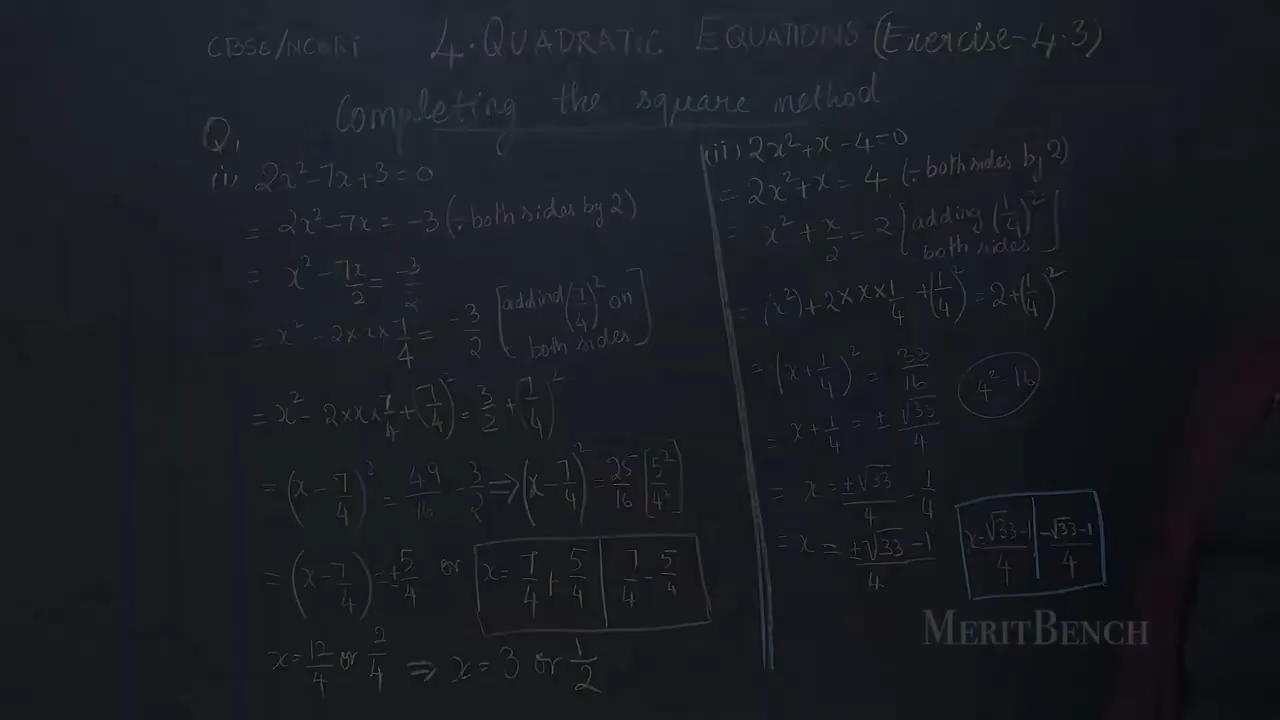 CBSE/NCERT 4. QUADRATIC EQUATIONS (Exercise-4.3)
Completing the square method
Q1
(i) 2x²-7x+3=0
= 2x²-7x = -3 (÷ both sides by 2)
= x² - 7x/2 = -3/2
= x² - 2×x×7/4 = -3/2 [addind (7/4)² on both sides]
= x² - 2×x×7/4 + (7/4)² = 3/2 + (7/4)²
= (x - 7/4)² = 49/16 - 3/2 ⇒ (x - 7/4)² = 25/16 [5²/4²]
= (x - 7/4) = ±5/4 or x = 7/4 + 5/4 | 7/4 - 5/4
x = 12/4 or 2/4 ⇒ x = 3 or 1/2
(ii) 2x²+x-4=0
= 2x²+x = 4 (÷ both sides by 2)
= x² + x/2 = 2 [adding (1/4)² both sides]
= (x²) + 2×x×1/4 + (1/4)² = 2 + (1/4)²
= (x + 1/4)² = 33/16 4² - 16
= x + 1/4 = ± √33/4
= x = ±√33/4 - 1/4
= x = ±√33 - 1/4 x = √33 - 1/4 | -√33 - 1/4
MERITBENCH